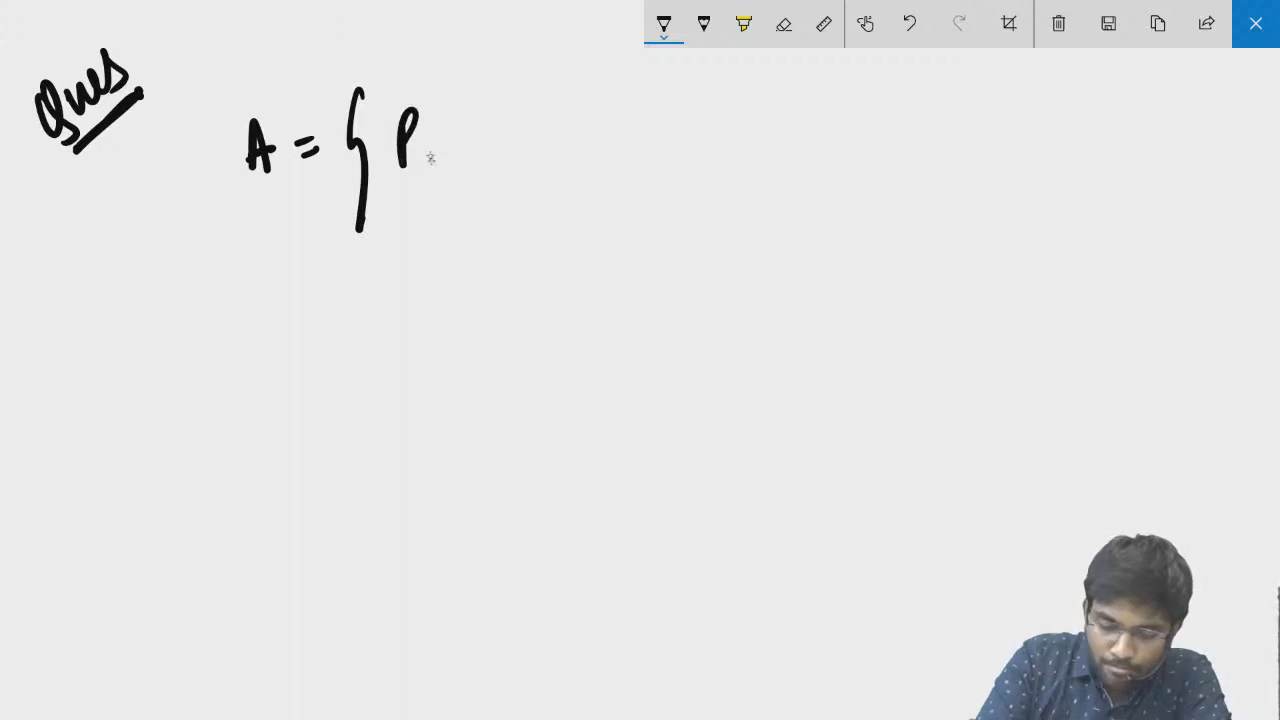 Ques
A = { P